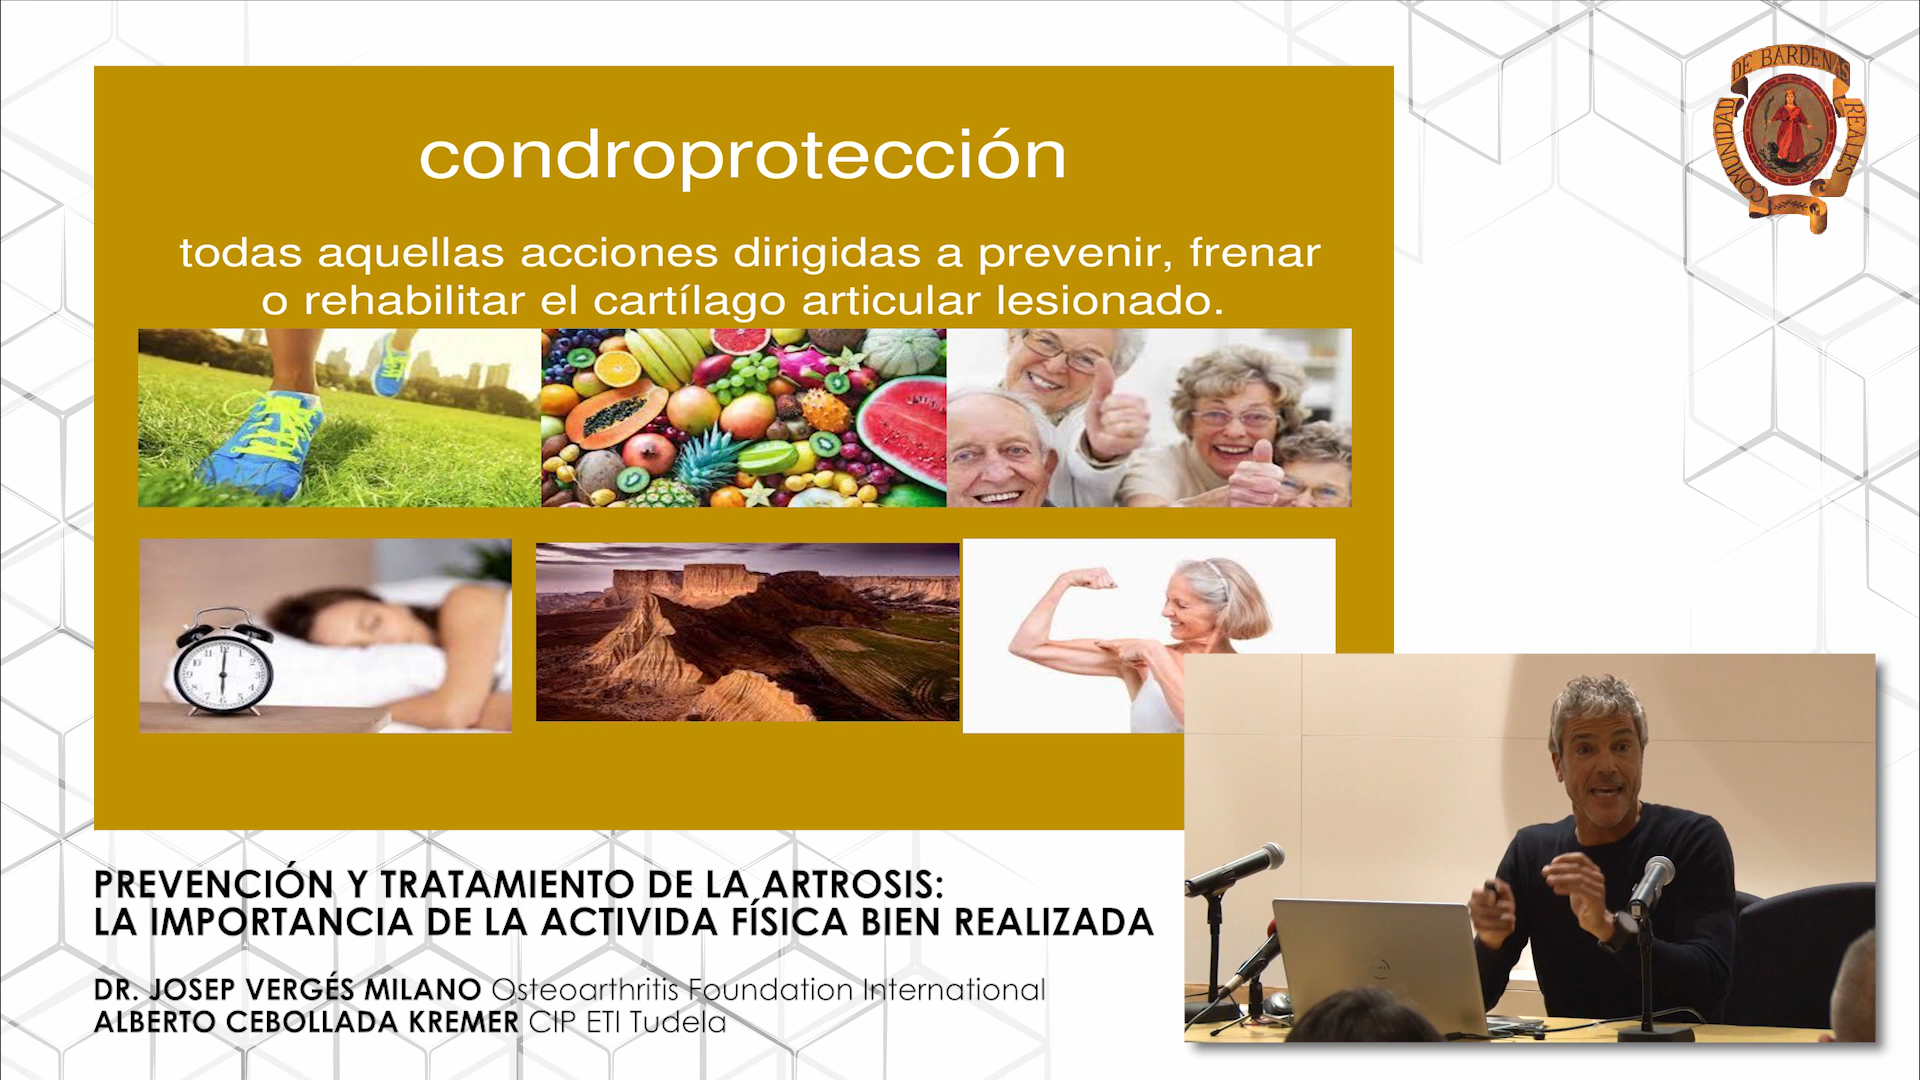 condroprotección
todas aquellas acciones dirigidas a prevenir, frenar
o rehabilitar el cartílago articular lesionado.
COMUNIDAD DE BARDENAS REALES
PREVENCIÓN Y TRATAMIENTO DE LA ARTROSIS:
LA IMPORTANCIA DE LA ACTIVIDA FÍSICA BIEN REALIZADA
DR. JOSEP VERGÉS MILANO Osteoarthritis Foundation International
ALBERTO CEBOLLADA KREMER CIP ETI Tudela